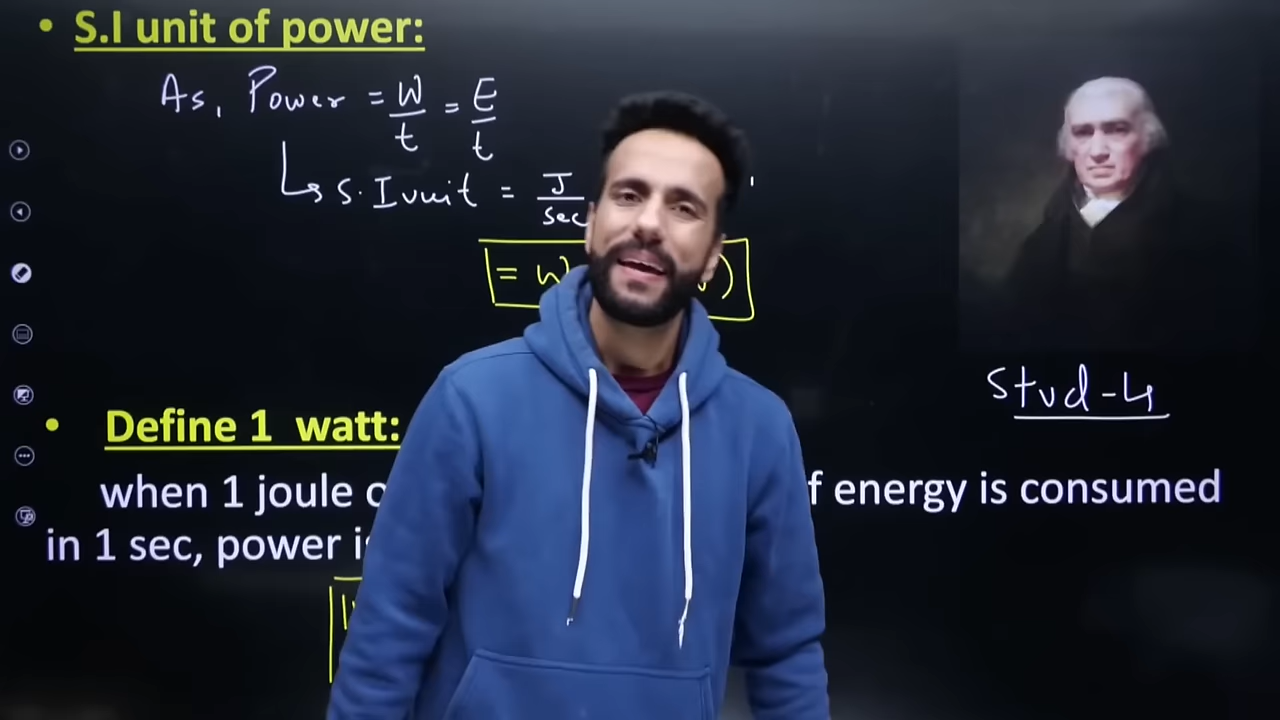 • S.I unit of power:
As, Power = W/t = E/t
↳ S.I unit = J/sec
= W )
Stud-4
• Define 1 watt:
when 1 joule energy is consumed
in 1 sec, power